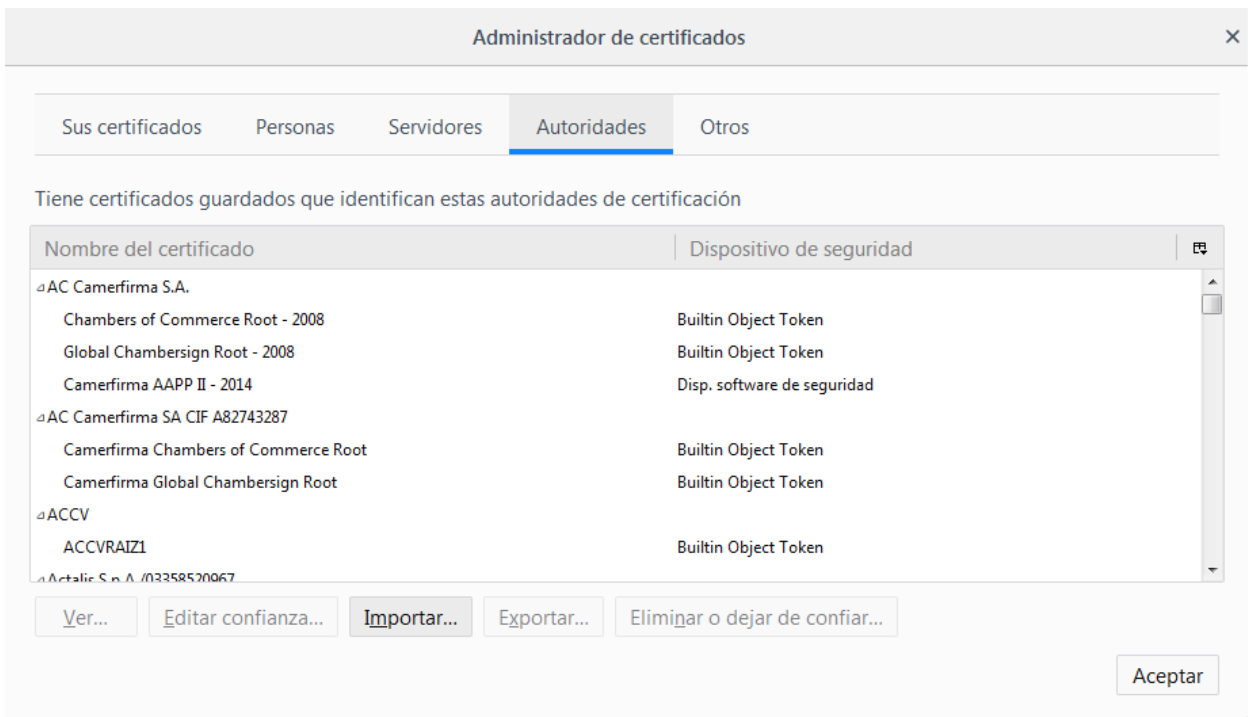 Administrador de certificados
Sus certificados Personas Servidores Autoridades Otros
Tiene certificados guardados que identifican estas autoridades de certificación
Nombre del certificado Dispositivo de seguridad
AC Camerfirma S.A.
Chambers of Commerce Root - 2008 Builtin Object Token
Global Chambersign Root - 2008 Builtin Object Token
Camerfirma AAPP II - 2014 Disp. software de seguridad
AC Camerfirma SA CIF A82743287
Camerfirma Chambers of Commerce Root Builtin Object Token
Camerfirma Global Chambersign Root Builtin Object Token
ACCV
ACCVRAIZ1 Builtin Object Token
Actalis S.p.A./03358520967
Ver... Editar confianza... Importar... Exportar... Eliminar o dejar de confiar...
Aceptar